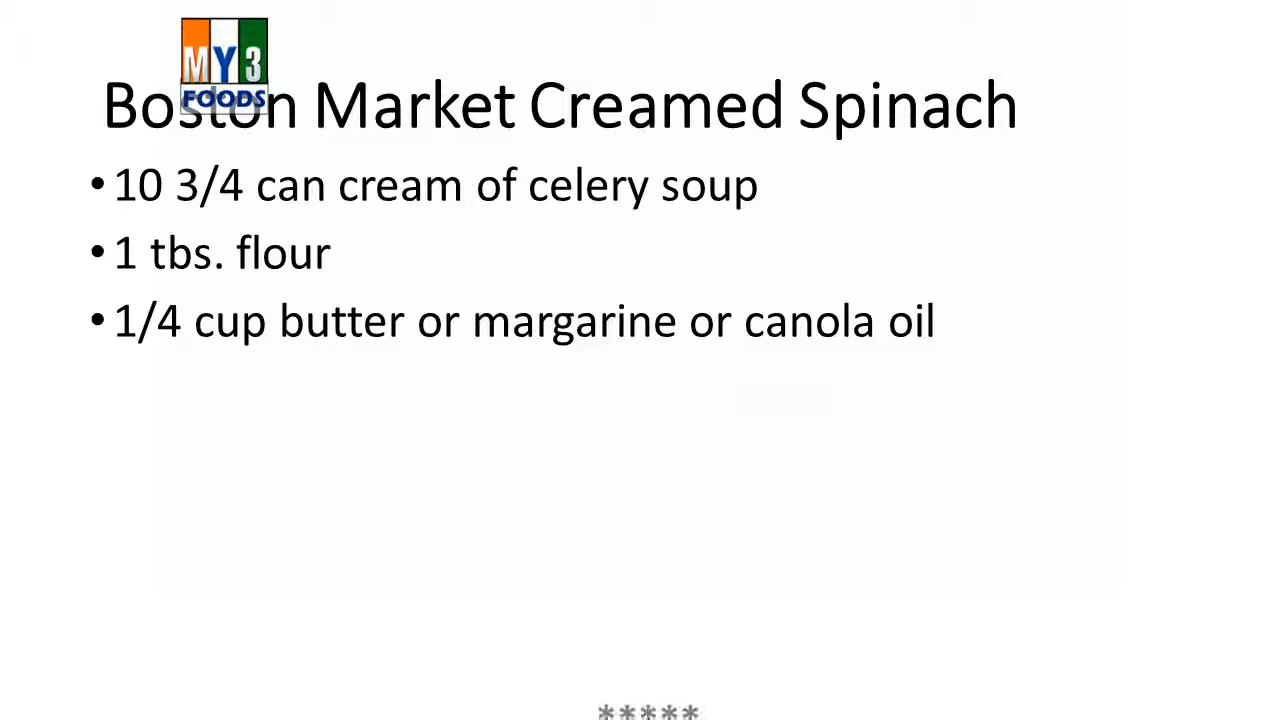 MY3
FOODS
Boston Market Creamed Spinach
•10 3/4 can cream of celery soup
•1 tbs. flour
•1/4 cup butter or margarine or canola oil
*****